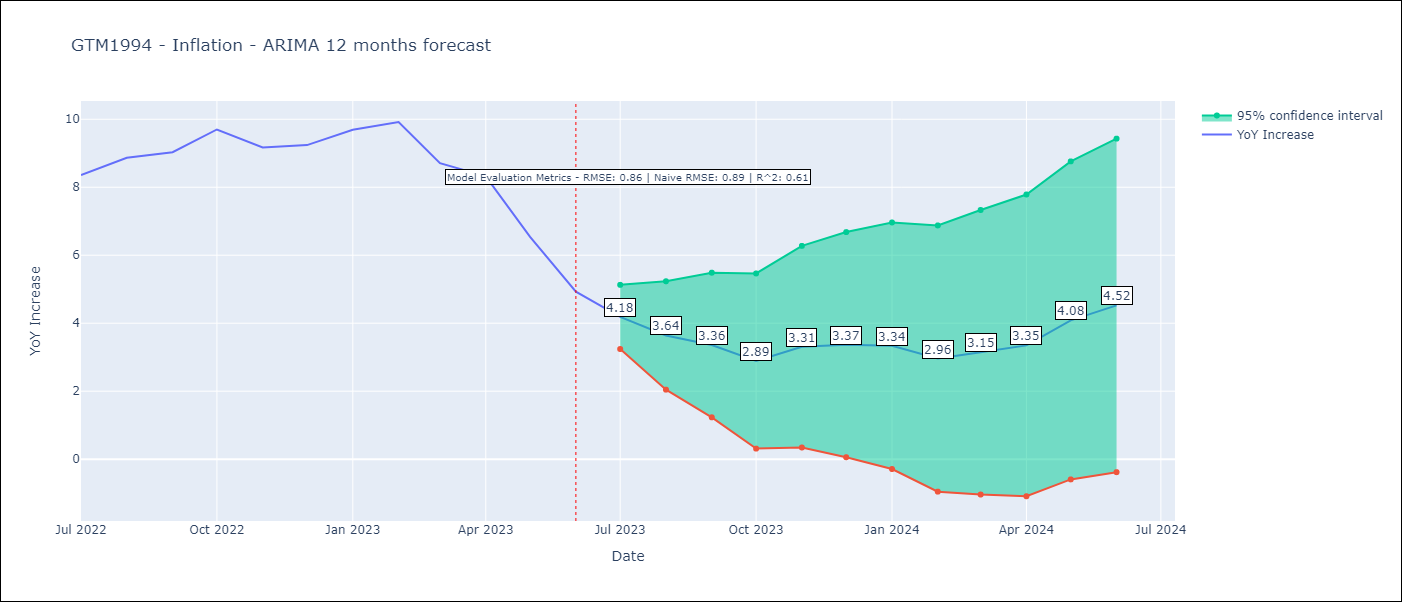 GTM1994 - Inflation - ARIMA 12 months forecast
95% confidence interval
YoY Increase
Model Evaluation Metrics - RMSE: 0.86 | Naive RMSE: 0.89 | R^2: 0.61
YoY Increase
10
8
6
4
2
0
4.18
3.64
3.36
2.89
3.31
3.37
3.34
2.96
3.15
3.35
4.08
4.52
Jul 2022
Oct 2022
Jan 2023
Apr 2023
Jul 2023
Oct 2023
Jan 2024
Apr 2024
Jul 2024
Date